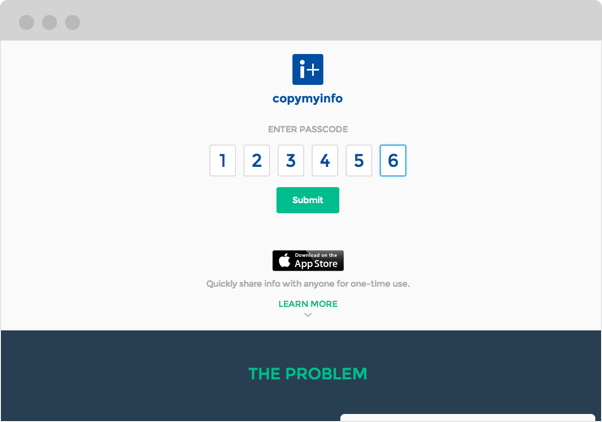 i+
copymyinfo
ENTER PASSCODE
1 2 3 4 5 6
Submit
Download on the
App Store
Quickly share info with anyone for one-time use.
LEARN MORE
THE PROBLEM